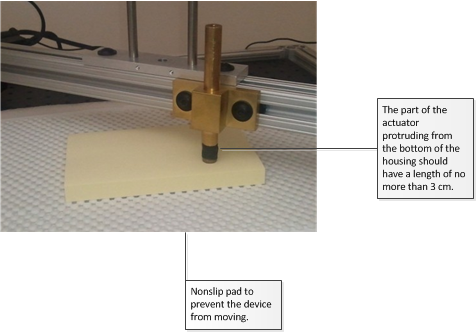 The part of the
actuator
protruding from
the bottom of the
housing should
have a length of no
more than 3 cm.
Nonslip pad to
prevent the device
from moving.